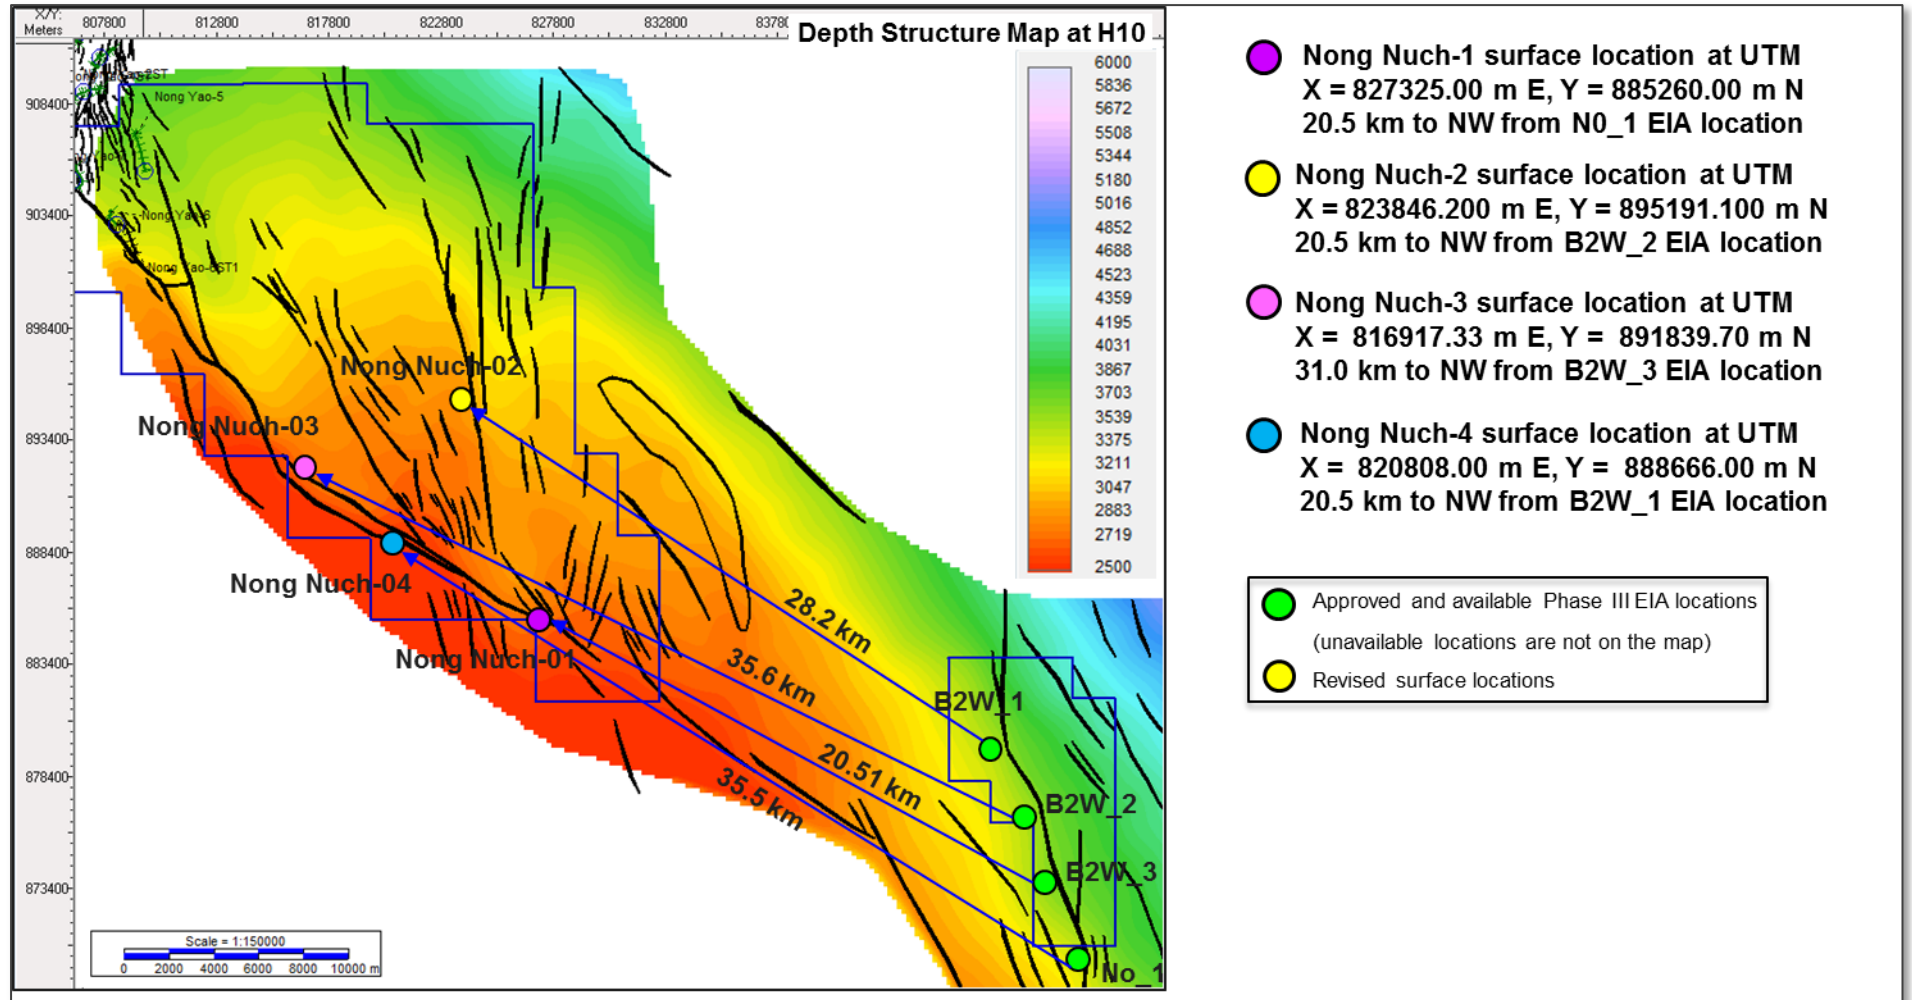 X/Y:
Meters
807800
812800
817800
822800
827800
832800
Depth Structure Map at H10
6000
5836
5672
5508
5344
5180
5016
4852
4688
4523
4359
4195
4031
3867
3703
3539
3375
3211
3047
2883
2719
2500
908400
903400
898400
893400
888400
883400
878400
873400
Nong Yao-5
Nong Yao-6
Nong Yao-6ST1
Nong Nuch-02
Nong Nuch-03
Nong Nuch-04
Nong Nuch-01
28.2 km
35.6 km
20.51 km
35.5 km
B2W_1
B2W_2
B2W_3
No_1
Scale = 1:150000
0 2000 4000 6000 8000 10000 m
Nong Nuch-1 surface location at UTM
X = 827325.00 m E, Y = 885260.00 m N
20.5 km to NW from N0_1 EIA location
Nong Nuch-2 surface location at UTM
X = 823846.200 m E, Y = 895191.100 m N
20.5 km to NW from B2W_2 EIA location
Nong Nuch-3 surface location at UTM
X = 816917.33 m E, Y = 891839.70 m N
31.0 km to NW from B2W_3 EIA location
Nong Nuch-4 surface location at UTM
X = 820808.00 m E, Y = 888666.00 m N
20.5 km to NW from B2W_1 EIA location
Approved and available Phase III EIA locations
(unavailable locations are not on the map)
Revised surface locations